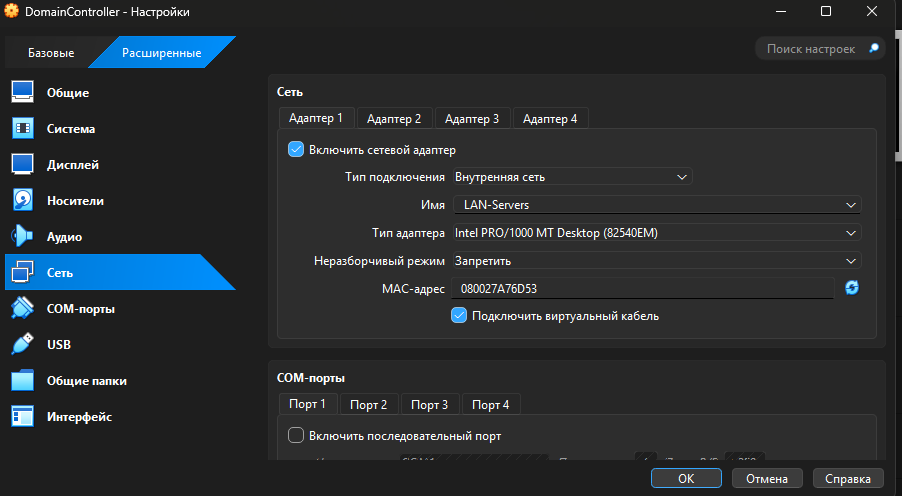 DomainController - Настройки
Базовые Расширенные Поиск настроек
Общие
Система
Дисплей
Носители
Аудио
Сеть
COM-порты
USB
Общие папки
Интерфейс
Сеть
Адаптер 1 Адаптер 2 Адаптер 3 Адаптер 4
Включить сетевой адаптер
Тип подключения Внутренняя сеть
Имя LAN-Servers
Тип адаптера Intel PRO/1000 MT Desktop (82540EM)
Неразборчивый режим Запретить
MAC-адрес 080027A76D53
Подключить виртуальный кабель
COM-порты
Порт 1 Порт 2 Порт 3 Порт 4
Включить последовательный порт
OK Отмена Справка